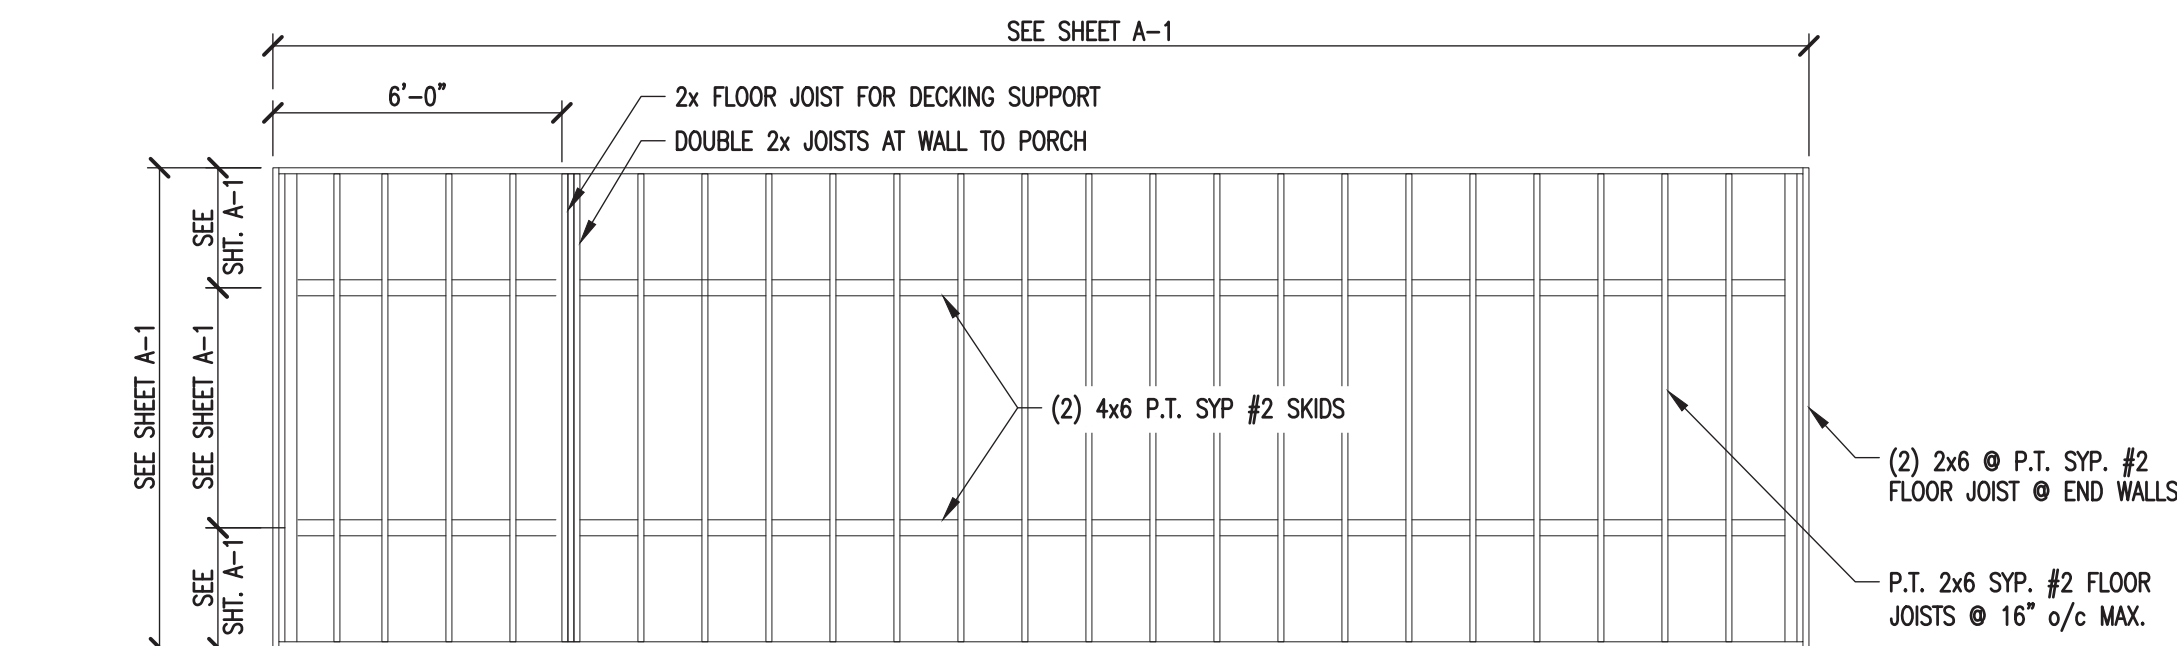 SEE SHEET A-1
6'-0"
2x FLOOR JOIST FOR DECKING SUPPORT
DOUBLE 2x JOISTS AT WALL TO PORCH
SEE
SHT. A-1
SEE SHEET A-1
SEE SHEET A-1
SEE
SHT. A-1
(2) 4x6 P.T. SYP #2 SKIDS
(2) 2x6 @ P.T. SYP. #2
FLOOR JOIST @ END WALLS
P.T. 2x6 SYP. #2 FLOOR
JOISTS @ 16" o/c MAX.